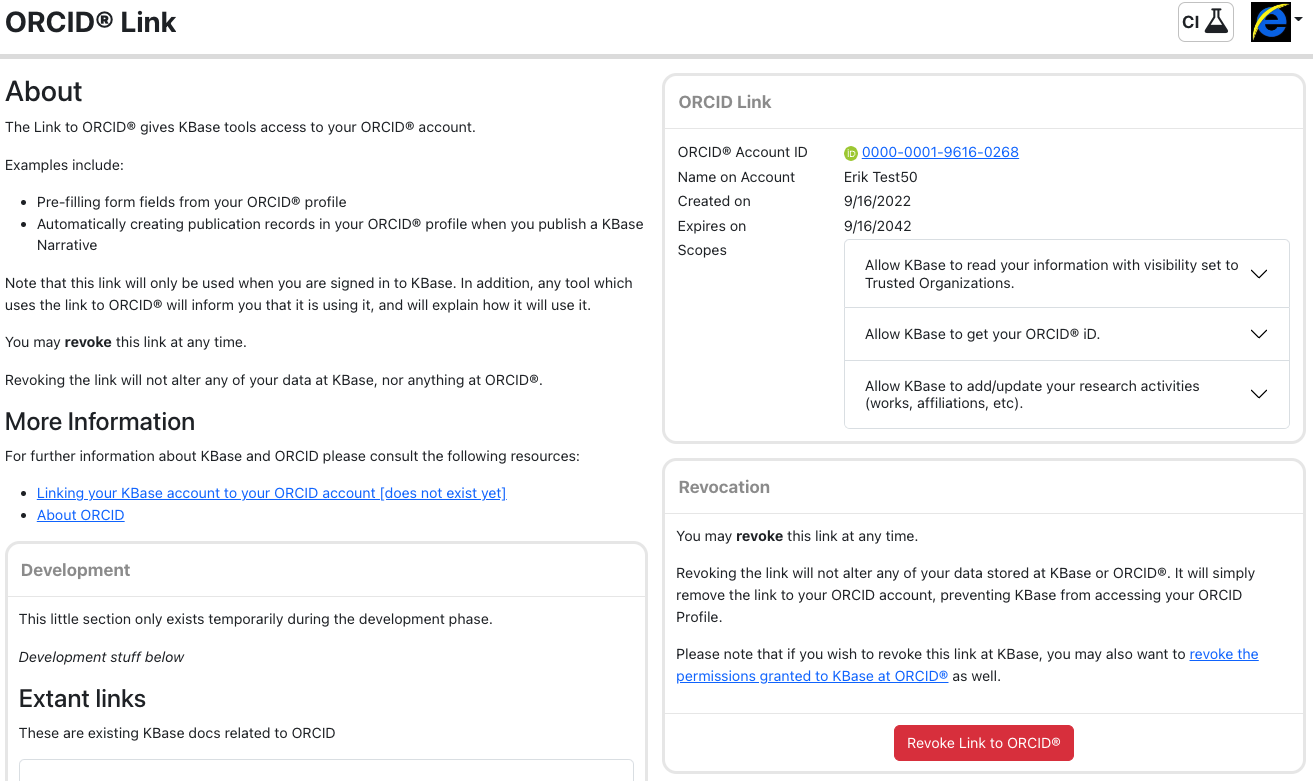 ORCID® Link
CI
About
The Link to ORCID® gives KBase tools access to your ORCID® account.
Examples include:
Pre-filling form fields from your ORCID® profile
Automatically creating publication records in your ORCID® profile when you publish a KBase
Narrative
Note that this link will only be used when you are signed in to KBase. In addition, any tool which
uses the link to ORCID® will inform you that it is using it, and will explain how it will use it.
You may revoke this link at any time.
Revoking the link will not alter any of your data at KBase, nor anything at ORCID®.
More Information
For further information about KBase and ORCID please consult the following resources:
Linking your KBase account to your ORCID account [does not exist yet]
About ORCID
Development
This little section only exists temporarily during the development phase.
Development stuff below
Extant links
These are existing KBase docs related to ORCID
ORCID Link
ORCID® Account ID
iD 0000-0001-9616-0268
Name on Account
Erik Test50
Created on
9/16/2022
Expires on
9/16/2042
Scopes
Allow KBase to read your information with visibility set to
Trusted Organizations.
Allow KBase to get your ORCID® iD.
Allow KBase to add/update your research activities
(works, affiliations, etc).
Revocation
You may revoke this link at any time.
Revoking the link will not alter any of your data stored at KBase or ORCID®. It will simply
remove the link to your ORCID account, preventing KBase from accessing your ORCID
Profile.
Please note that if you wish to revoke this link at KBase, you may also want to revoke the
permissions granted to KBase at ORCID® as well.
Revoke Link to ORCID®